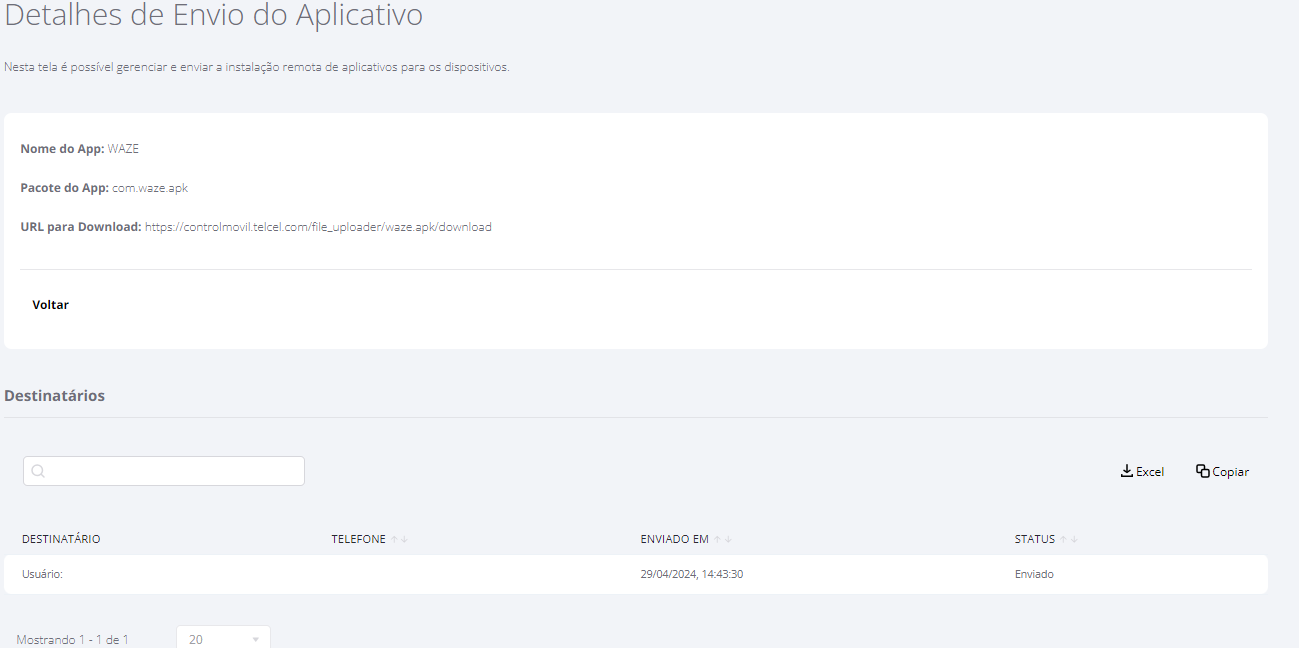 Detalhes de Envio do Aplicativo
Nesta tela é possível gerenciar e enviar a instalação remota de aplicativos para os dispositivos.
Nome do App: WAZE
Pacote do App: com.waze.apk
URL para Download: https://controlmovil.telcel.com/file_uploader/waze.apk/download
Voltar
Destinatários
Excel Copiar
DESTINATÁRIO TELEFONE ENVIADO EM STATUS
Usuário: 29/04/2024, 14:43:30 Enviado
Mostrando 1 - 1 de 1 20